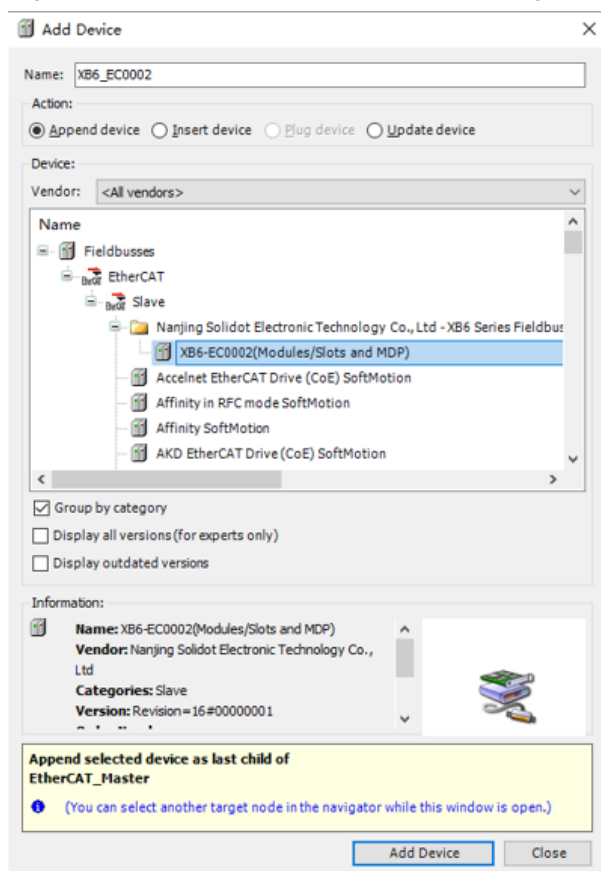 Add Device
Name: XB6_EC0002
Action:
Append device Insert device Plug device Update device
Device:
Vendor: <All vendors>
Name
Fieldbusses
EtherCAT
Slave
Nanjing Solidot Electronic Technology Co., Ltd - XB6 Series Fieldbus
XB6-EC0002(Modules/Slots and MDP)
Accelnet EtherCAT Drive (CoE) SoftMotion
Affinity in RFC mode SoftMotion
Affinity SoftMotion
AKD EtherCAT Drive (CoE) SoftMotion
Group by category
Display all versions (for experts only)
Display outdated versions
Information:
Name: XB6-EC0002(Modules/Slots and MDP)
Vendor: Nanjing Solidot Electronic Technology Co.,
Ltd
Categories: Slave
Version: Revision=16#00000001
Append selected device as last child of
EtherCAT_Master
(You can select another target node in the navigator while this window is open.)
Add Device Close